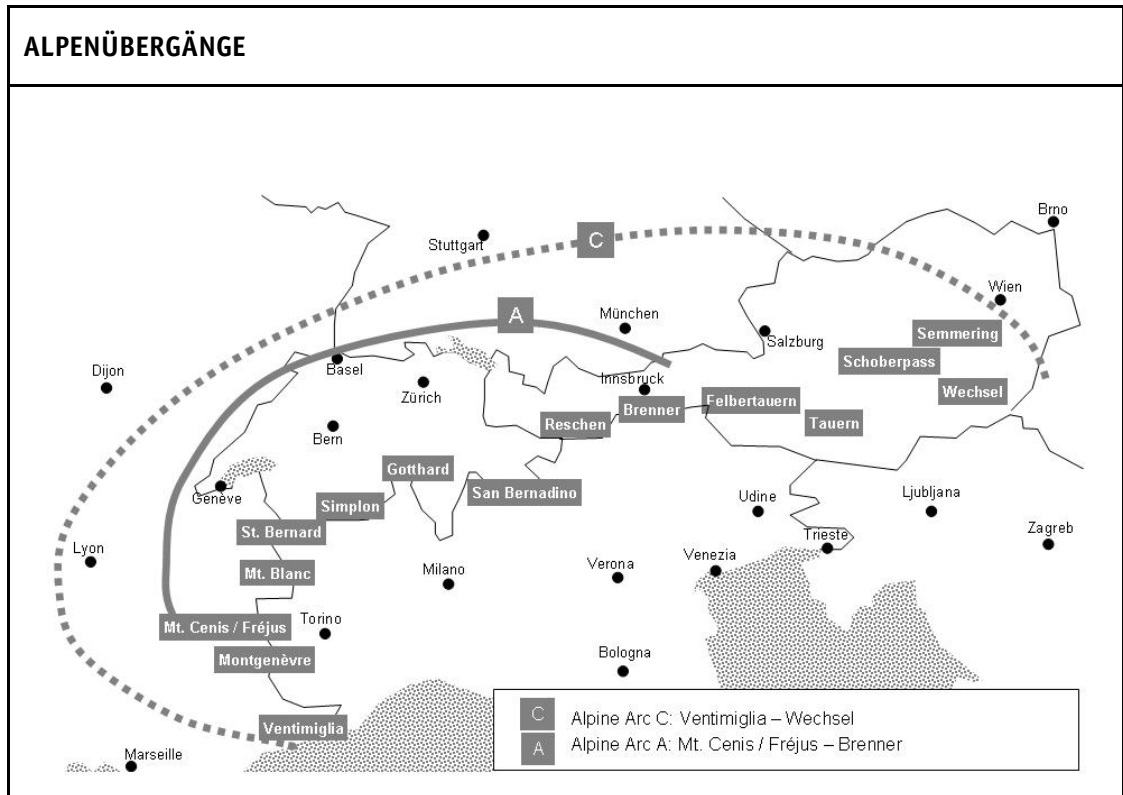 ALPENÜBERGÄNGE
Brno
C
Stuttgart
Wien
A
München
Semmering
Salzburg
Schoberpass
Basel
Dijon
Innsbruck
Wechsel
Zürich
Felbertauern
Brenner
Reschen
Tauern
Bern
Gotthard
San Bernadino
Genève
Simplon
Udine
Ljubljana
St. Bernard
Trieste
Zagreb
Lyon
Venezia
Mt. Blanc
Milano
Verona
Mt. Cenis / Fréjus
Torino
Montgenèvre
Bologna
Ventimiglia
C Alpine Arc C: Ventimiglia – Wechsel
A Alpine Arc A: Mt. Cenis / Fréjus – Brenner
Marseille